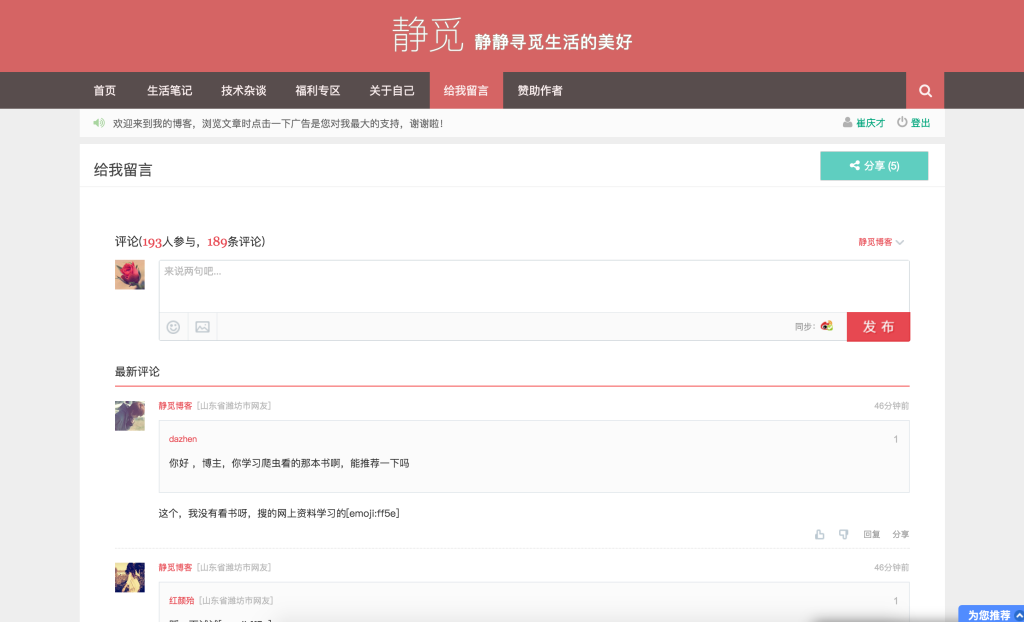 静觅 静静寻觅生活的美好
首页 生活笔记 技术杂谈 福利专区 关于自己 给我留言 赞助作者
欢迎来到我的博客，浏览文章时点击一下广告是您对我最大的支持，谢谢啦！ 崔庆才 登出
给我留言 分享 (5)
评论(193人参与，189条评论) 静觅博客
来说两句吧...
同步： 发布
最新评论
静觅博客 [山东省潍坊市网友] 46分钟前
dazhen 1
你好 ，博主，你学习爬虫看的那本书啊，能推荐一下吗
这个，我没有看书呀，搜的网上资料学习的[emoji:ff5e]
回复 分享
静觅博客 [山东省潍坊市网友] 46分钟前
红颜殆 [山东省潍坊市网友] 1
为您推荐